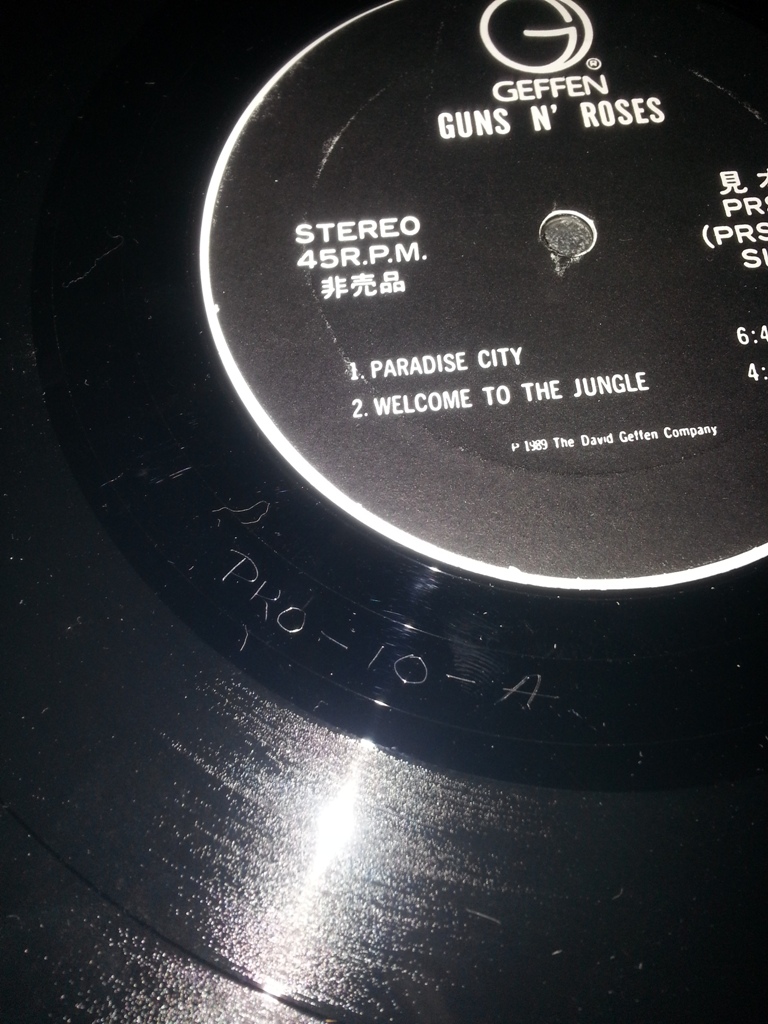 G
GEFFEN ®
GUNS N' ROSES
STEREO
45R.P.M.
非売品
見
1. PARADISE CITY
2. WELCOME TO THE JUNGLE
℗ 1989 The David Geffen Company
PRO-10-A